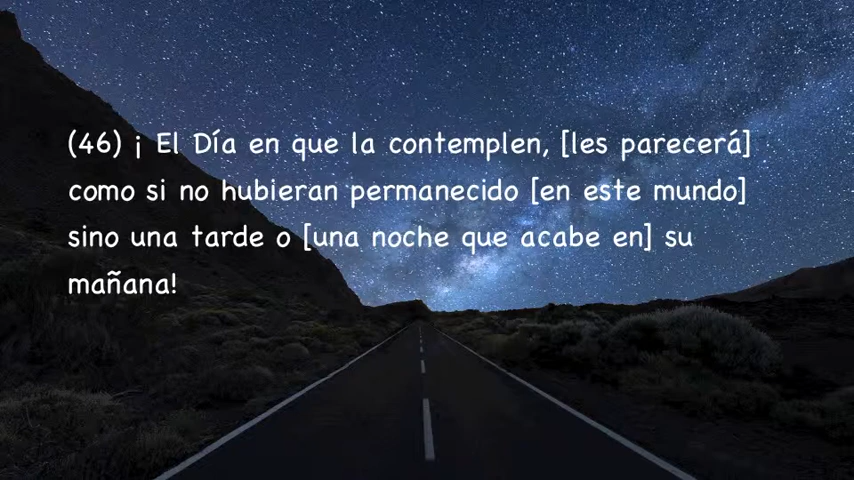 (46) ¡ El Día en que la contemplen, [les parecerá]
como si no hubieran permanecido [en este mundo]
sino una tarde o [una noche que acabe en] su
mañana!